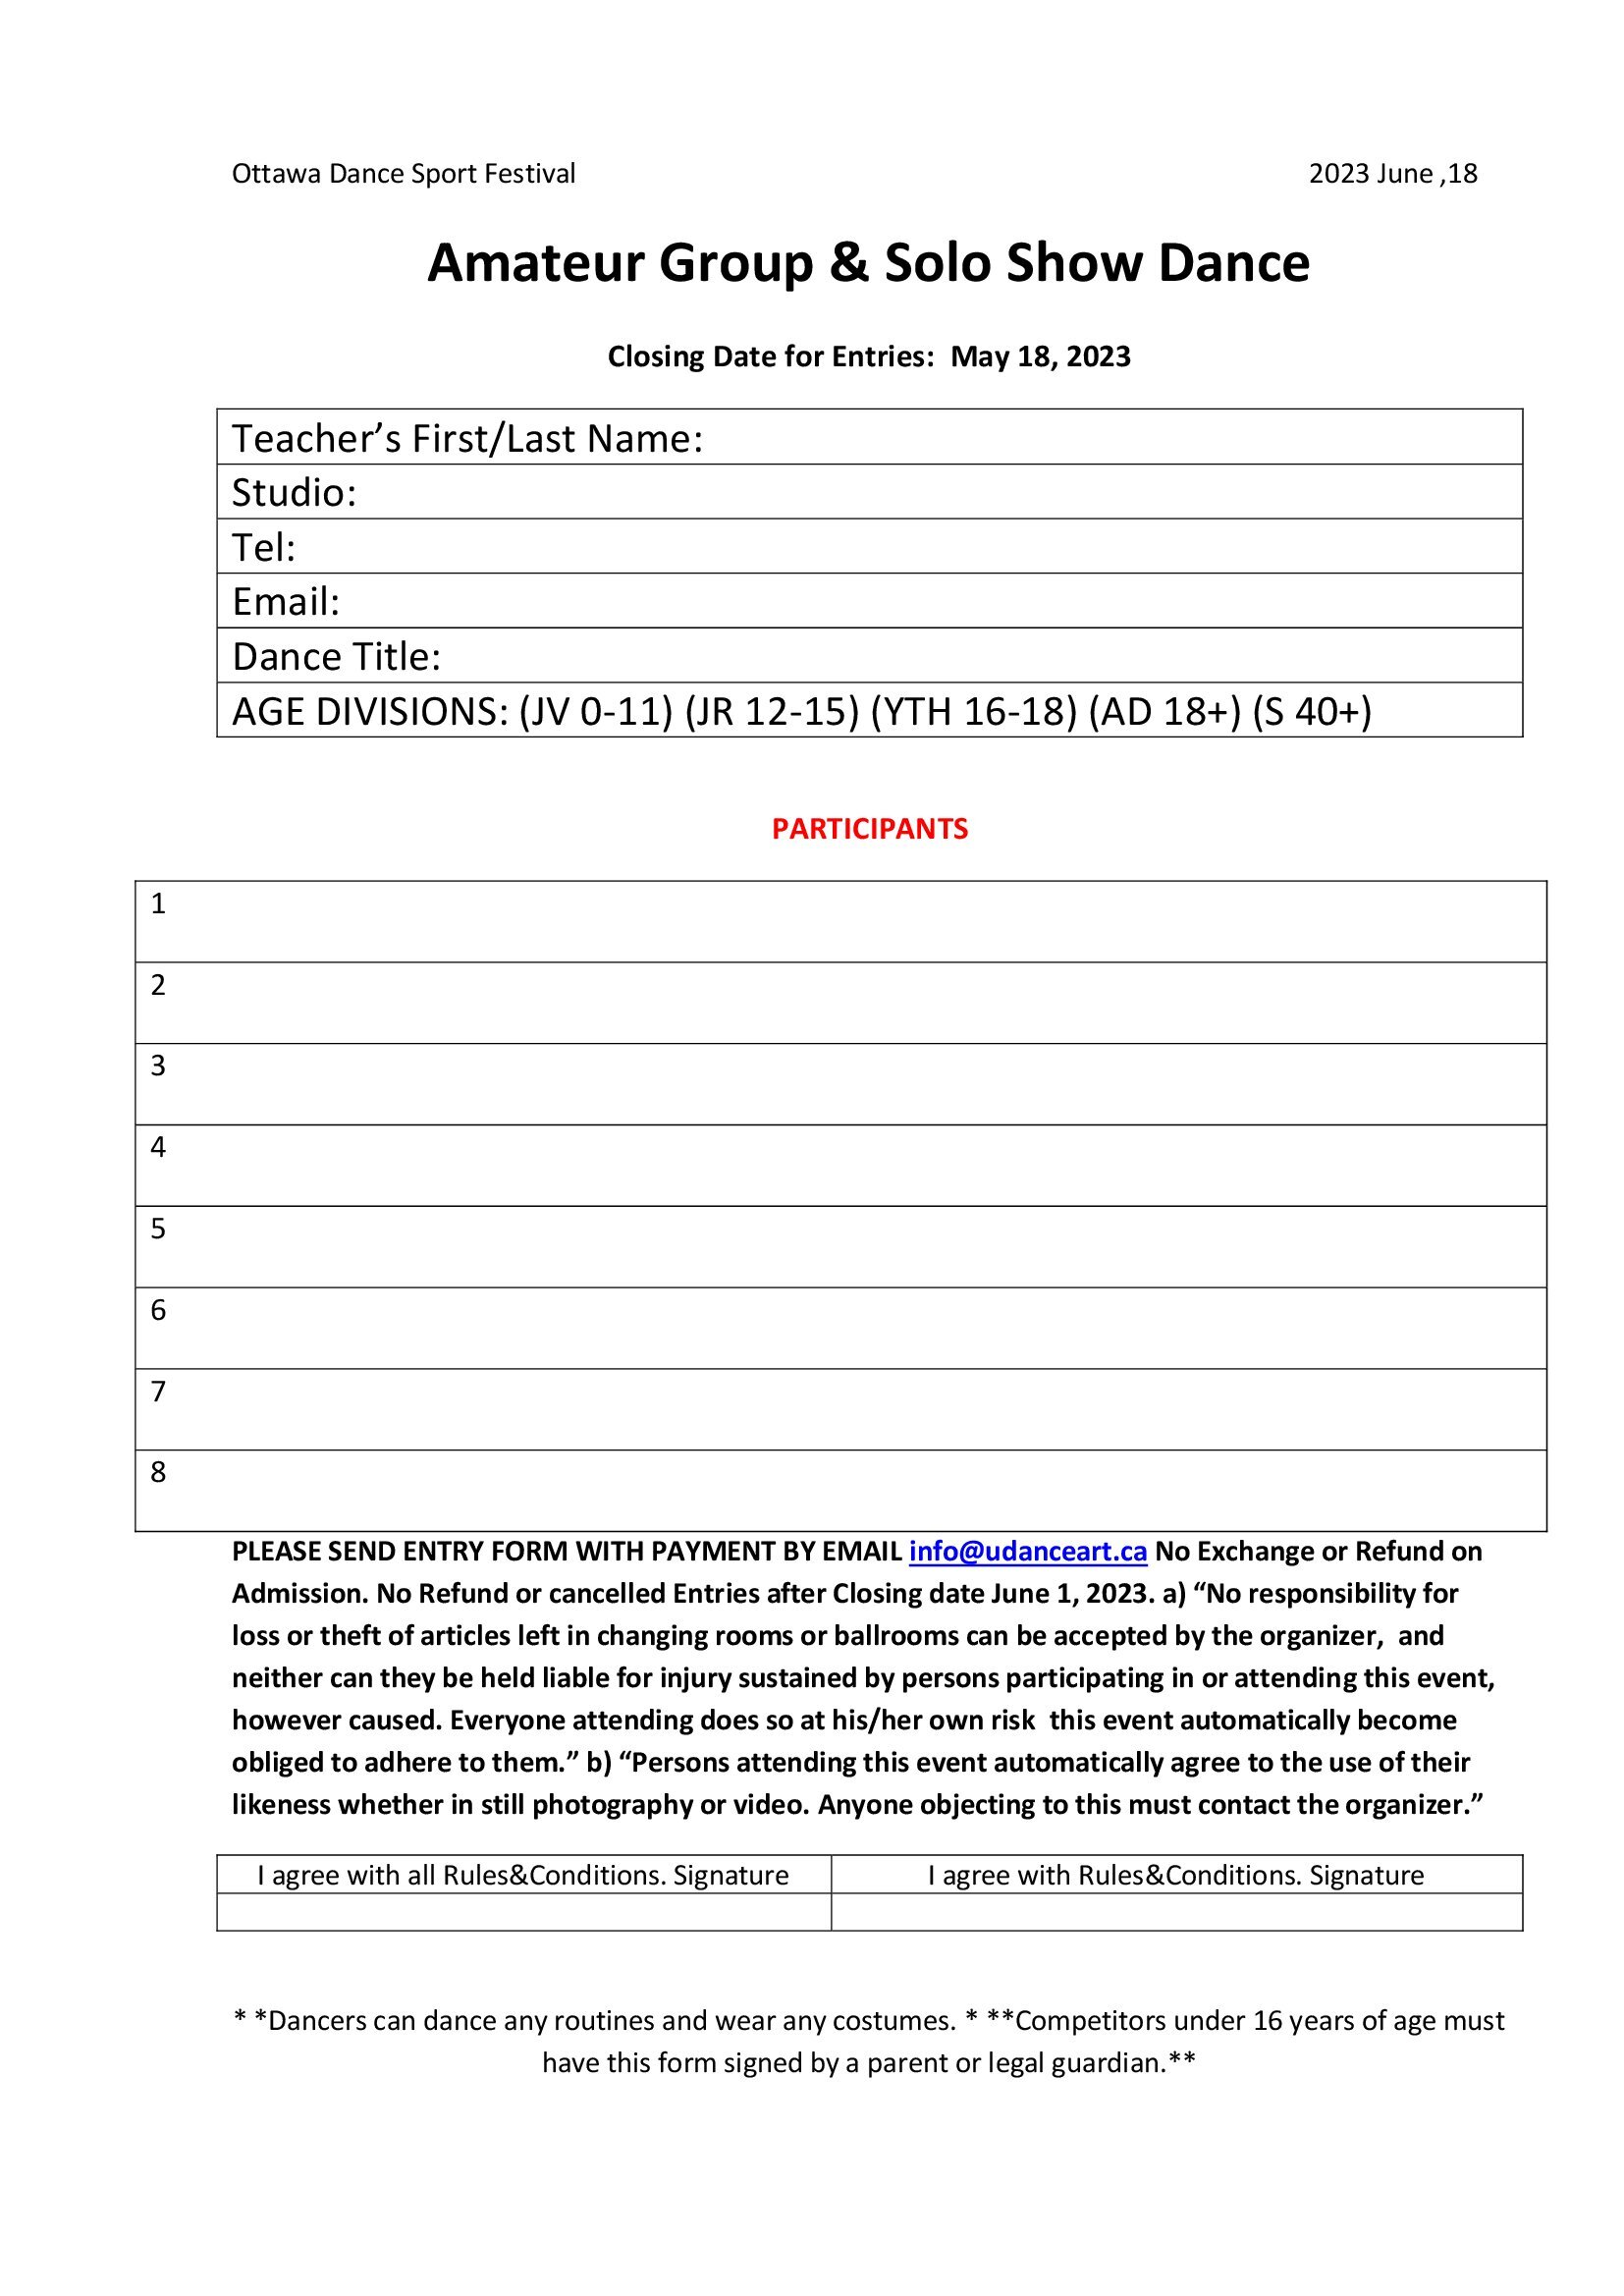 Ottawa Dance Sport Festival 2023 June ,18
Amateur Group & Solo Show Dance
Closing Date for Entries:  May 18, 2023
Teacher’s First/Last Name:
Studio:
Tel:
Email:
Dance Title:
AGE DIVISIONS: (JV 0-11) (JR 12-15) (YTH 16-18) (AD 18+) (S 40+)
PARTICIPANTS
1
2
3
4
5
6
7
8
PLEASE SEND ENTRY FORM WITH PAYMENT BY EMAIL info@udanceart.ca No Exchange or Refund on
Admission. No Refund or cancelled Entries after Closing date June 1, 2023. a) “No responsibility for
loss or theft of articles left in changing rooms or ballrooms can be accepted by the organizer,  and
neither can they be held liable for injury sustained by persons participating in or attending this event,
however caused. Everyone attending does so at his/her own risk  this event automatically become
obliged to adhere to them.” b) “Persons attending this event automatically agree to the use of their
likeness whether in still photography or video. Anyone objecting to this must contact the organizer.”
I agree with all Rules&Conditions. Signature I agree with Rules&Conditions. Signature
* *Dancers can dance any routines and wear any costumes. * **Competitors under 16 years of age must
have this form signed by a parent or legal guardian.**